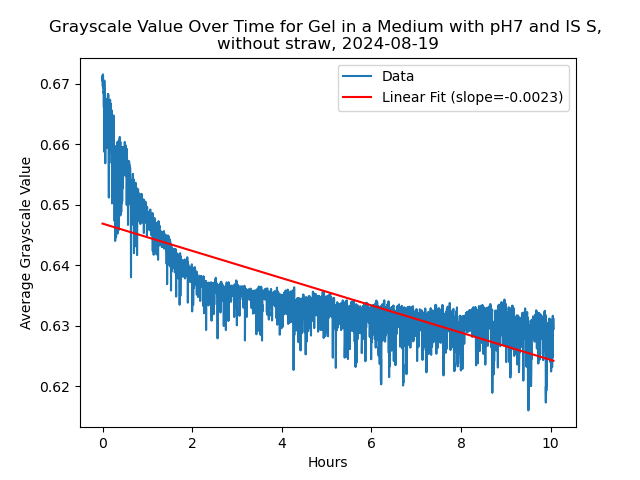 Grayscale Value Over Time for Gel in a Medium with pH7 and IS S,
without straw, 2024-08-19
Data
Linear Fit (slope=-0.0023)
0.67
0.66
0.65
0.64
0.63
0.62
Average Grayscale Value
0 2 4 6 8 10
Hours